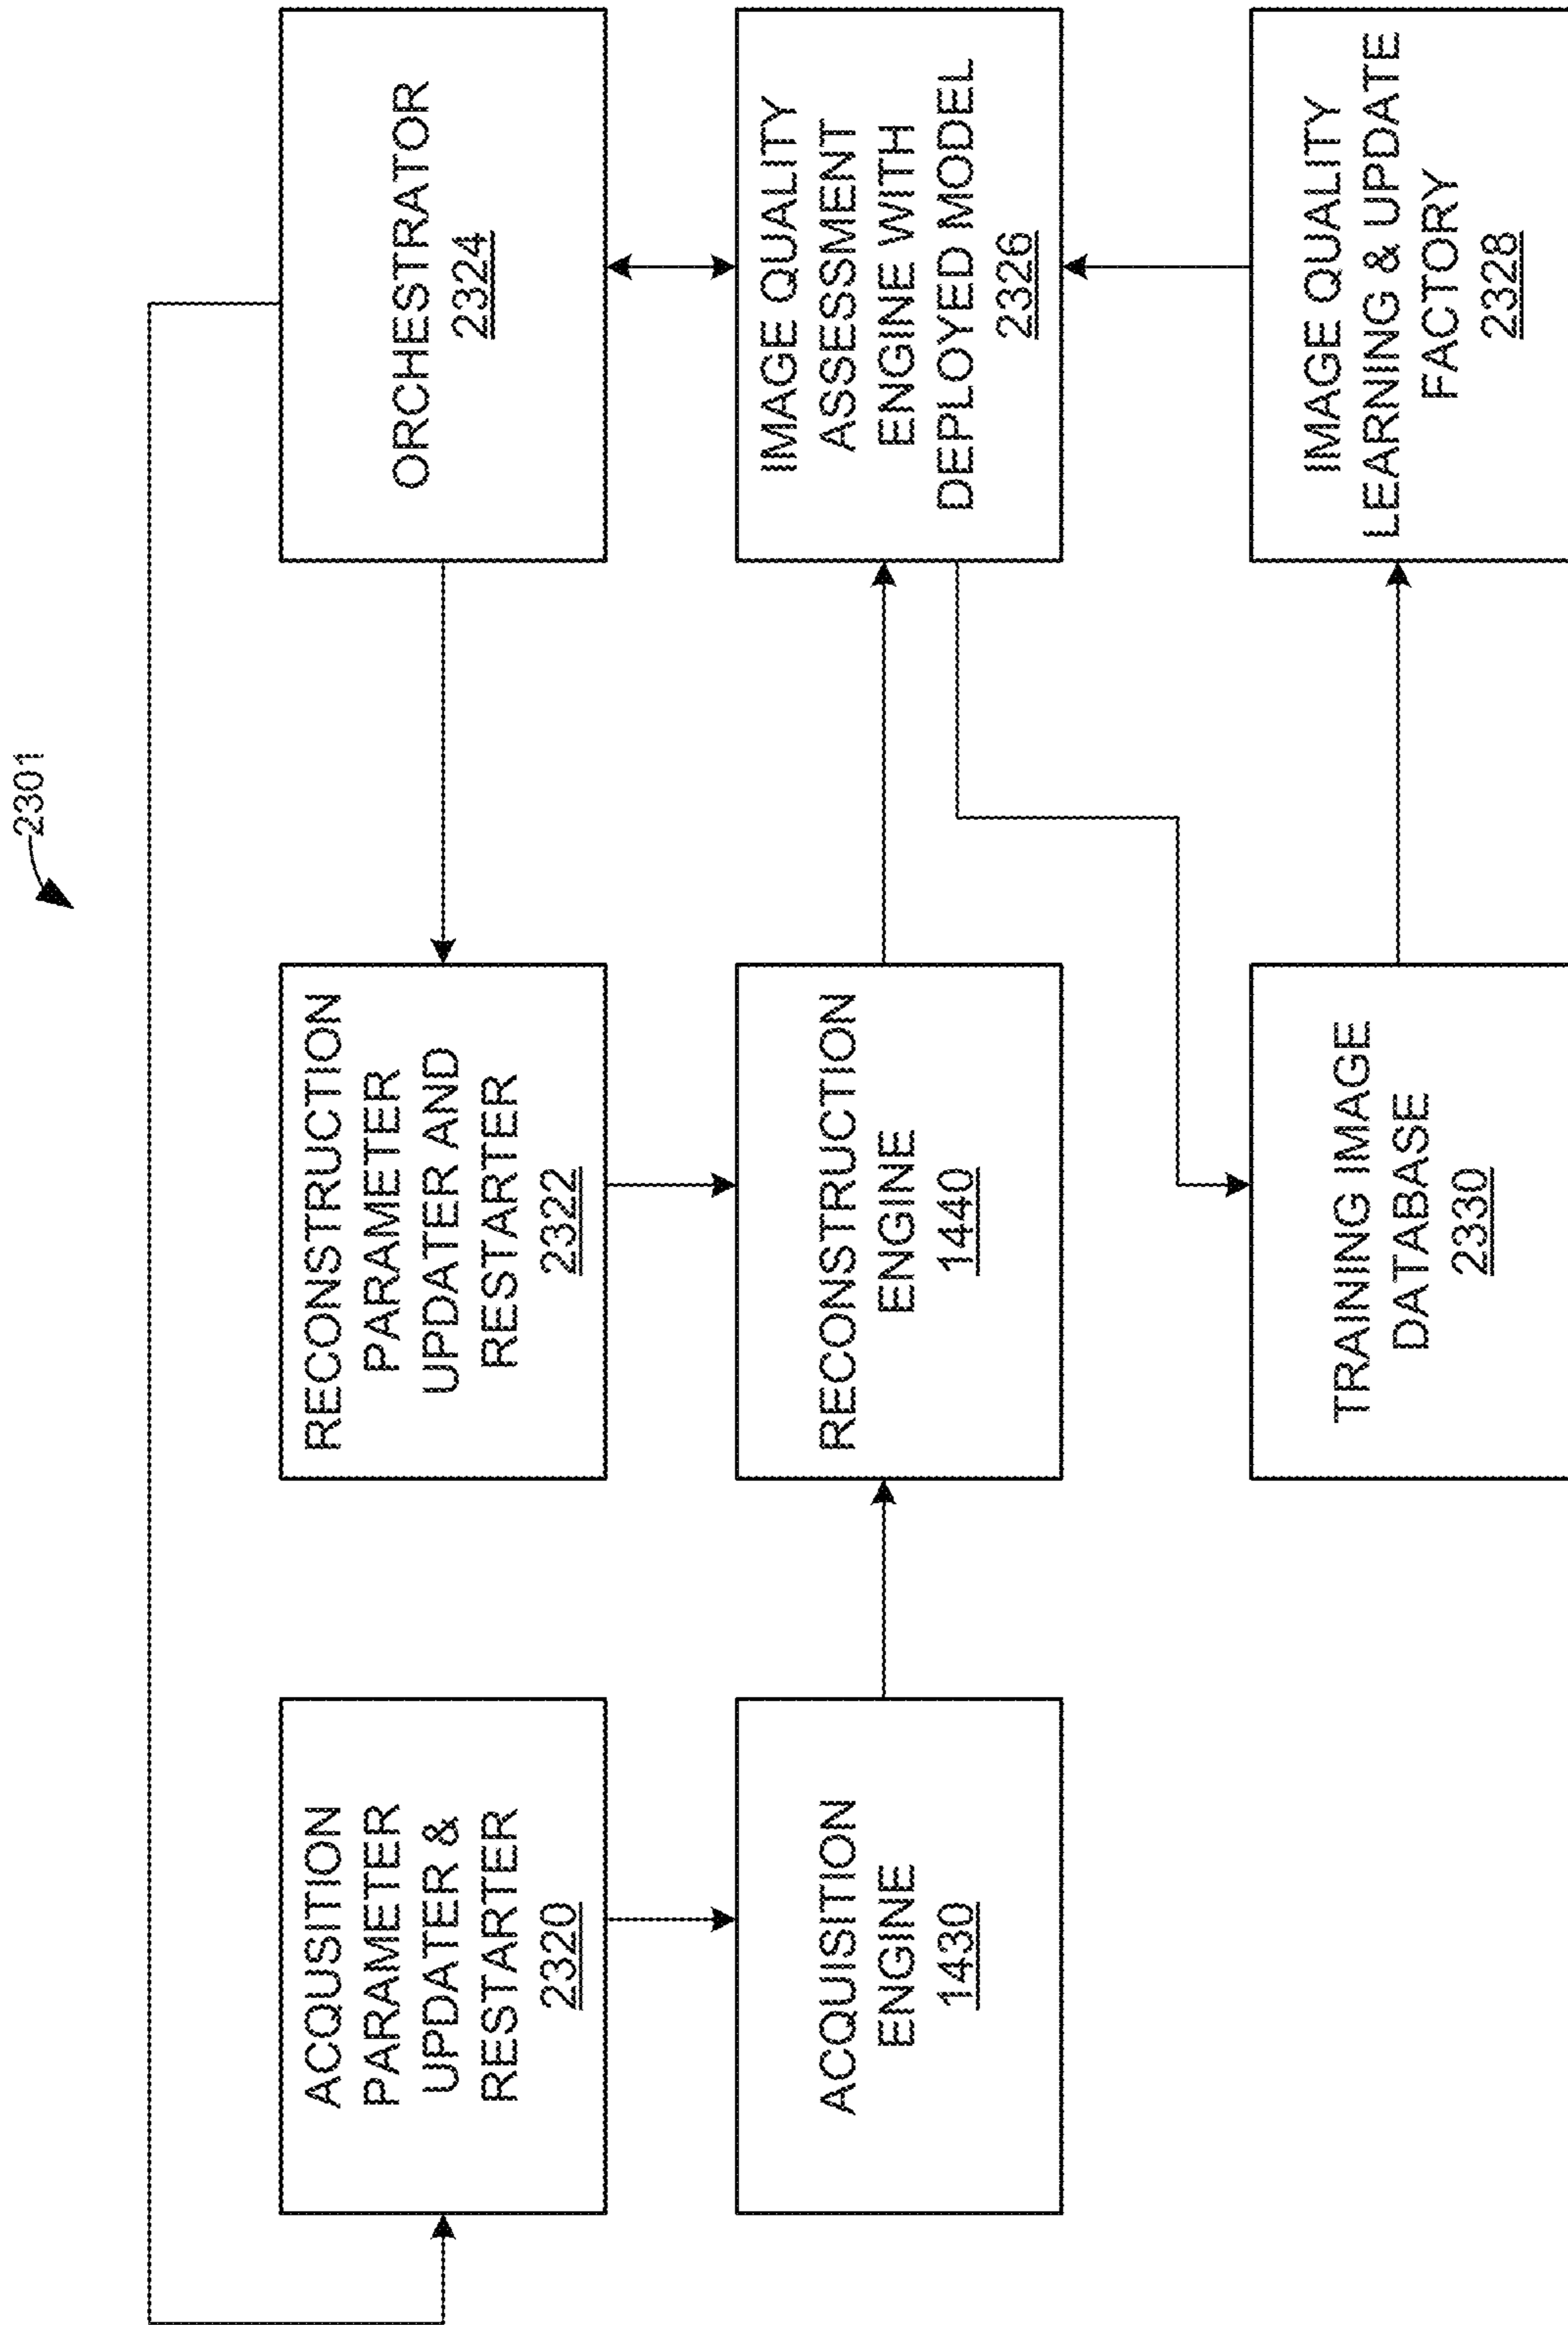 2301
ACQUSITION
PARAMETER
UPDATER &
RESTARTER
2320
RECONSTRUCTION
PARAMETER
UPDATER AND
RESTARTER
2322
ORCHESTRATOR
2324
ACQUISITION
ENGINE
1430
RECONSTRUCTION
ENGINE
1440
IMAGE QUALITY
ASSESSMENT
ENGINE WITH
DEPLOYED MODEL
2326
TRAINING IMAGE
DATABASE
2330
IMAGE QUALITY
LEARNING & UPDATE
FACTORY
2328